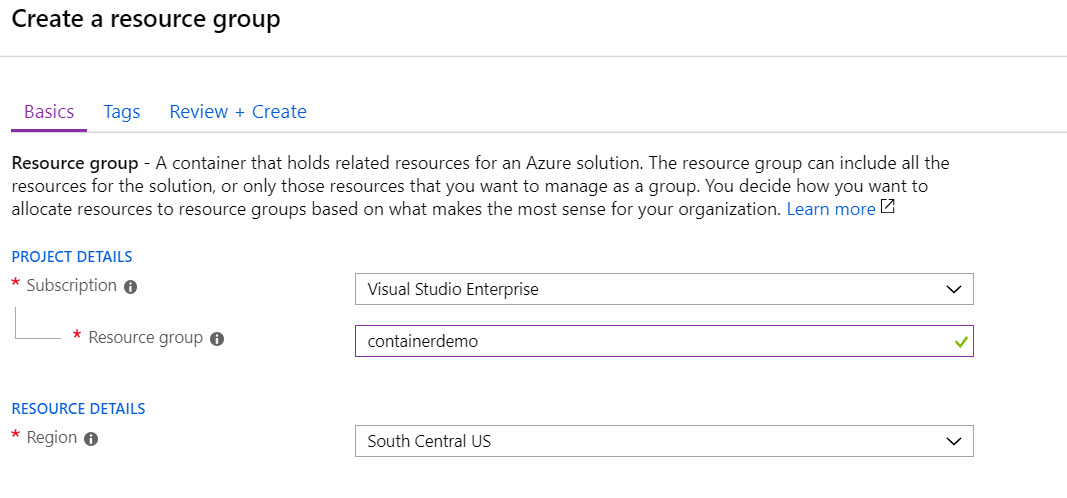 Create a resource group
Basics Tags Review + Create
Resource group - A container that holds related resources for an Azure solution. The resource group can include all the
resources for the solution, or only those resources that you want to manage as a group. You decide how you want to
allocate resources to resource groups based on what makes the most sense for your organization. Learn more
PROJECT DETAILS
* Subscription Visual Studio Enterprise
* Resource group containerdemo
RESOURCE DETAILS
* Region South Central US